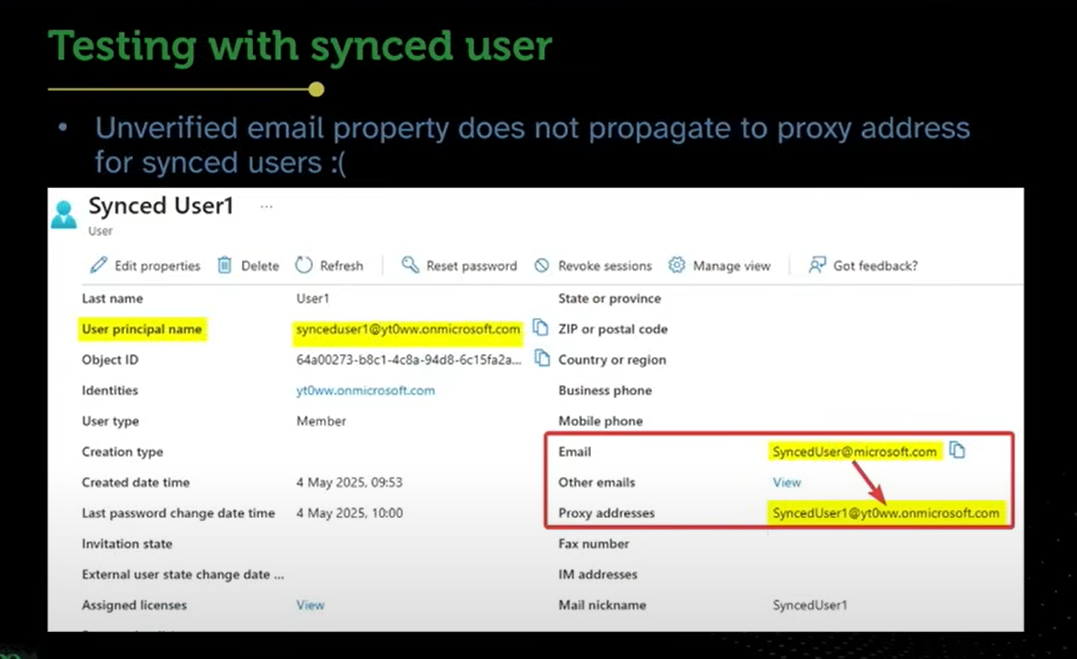 Testing with synced user
• Unverified email property does not propagate to proxy address
for synced users :(
Synced User1 ...
User
Edit properties Delete Refresh Reset password Revoke sessions Manage view Got feedback?
Last name User1 State or province
User principal name synceduser1@yt0ww.onmicrosoft.com ZIP or postal code
Object ID 64a00273-b8c1-4c8a-94d8-6c15fa2a... Country or region
Identities yt0ww.onmicrosoft.com Business phone
User type Member Mobile phone
Creation type Email SyncedUser@microsoft.com
Created date time 4 May 2025, 09:53 Other emails View
Last password change date time 4 May 2025, 10:00 Proxy addresses SyncedUser1@yt0ww.onmicrosoft.com
Invitation state Fax number
External user state change date ... IM addresses
Assigned licenses View Mail nickname SyncedUser1